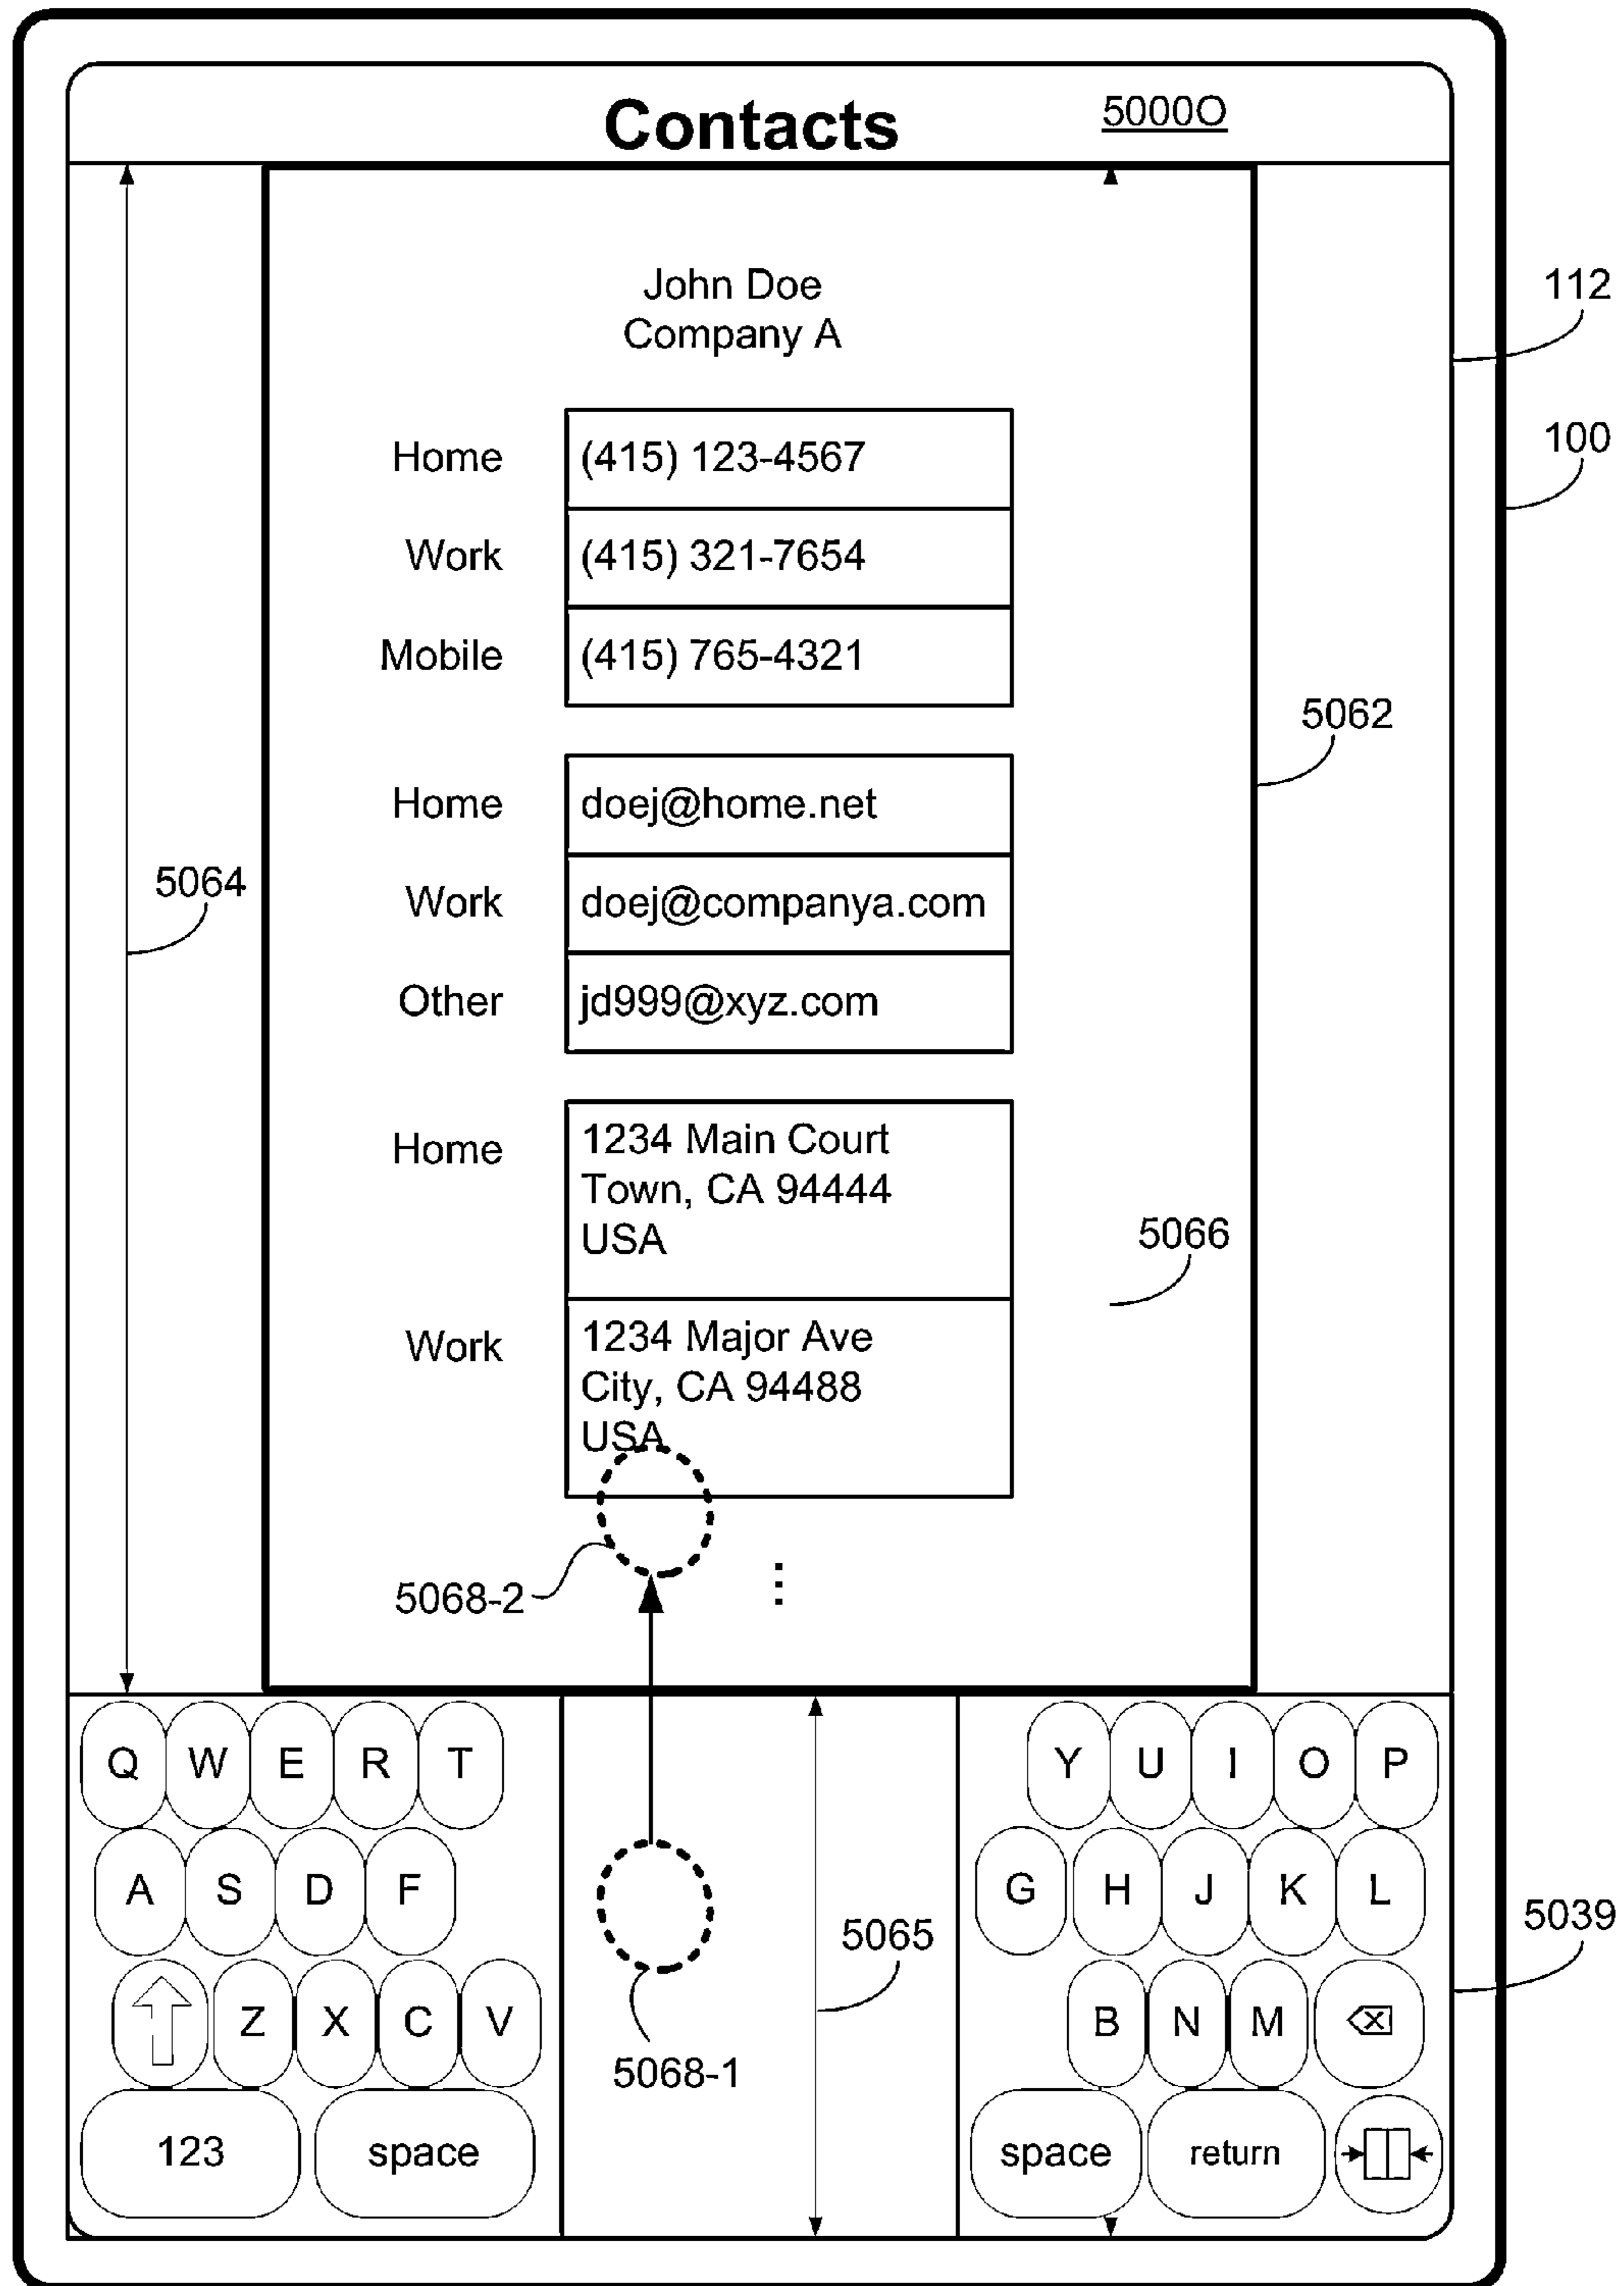 Contacts 5000O
John Doe
Company A
112
100
Home (415) 123-4567
Work (415) 321-7654
Mobile (415) 765-4321
5062
Home doej@home.net
5064
Work doej@companya.com
Other jd999@xyz.com
Home 1234 Main Court
Town, CA 94444
USA
5066
Work 1234 Major Ave
City, CA 94488
USA
5068-2
⋮
Q W E R T Y U I O P
A S D F G H J K L
5039
5065
Z X C V B N M
5068-1
123 space space return